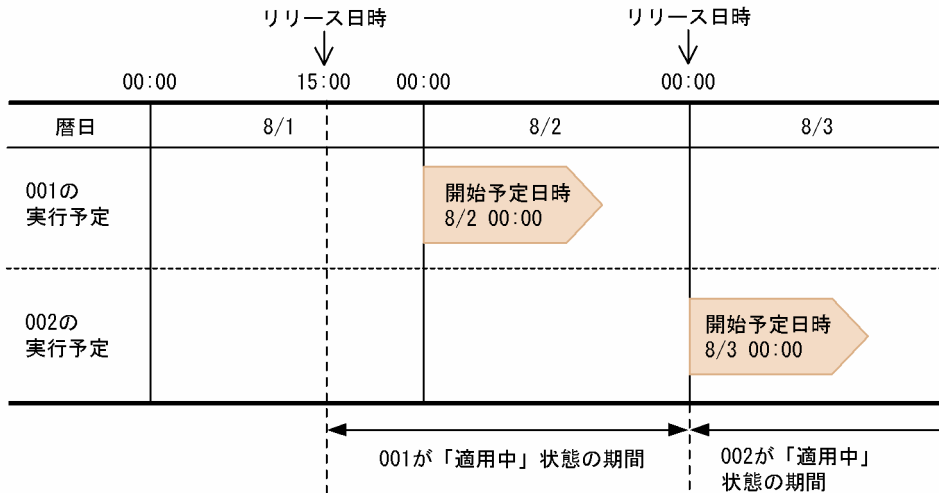 リリース日時
リリース日時
00:00
15:00
00:00
00:00
暦日
8/1
8/2
8/3
001の
実行予定
開始予定日時
8/2 00:00
002の
実行予定
開始予定日時
8/3 00:00
001が「適用中」状態の期間
002が「適用中」
状態の期間